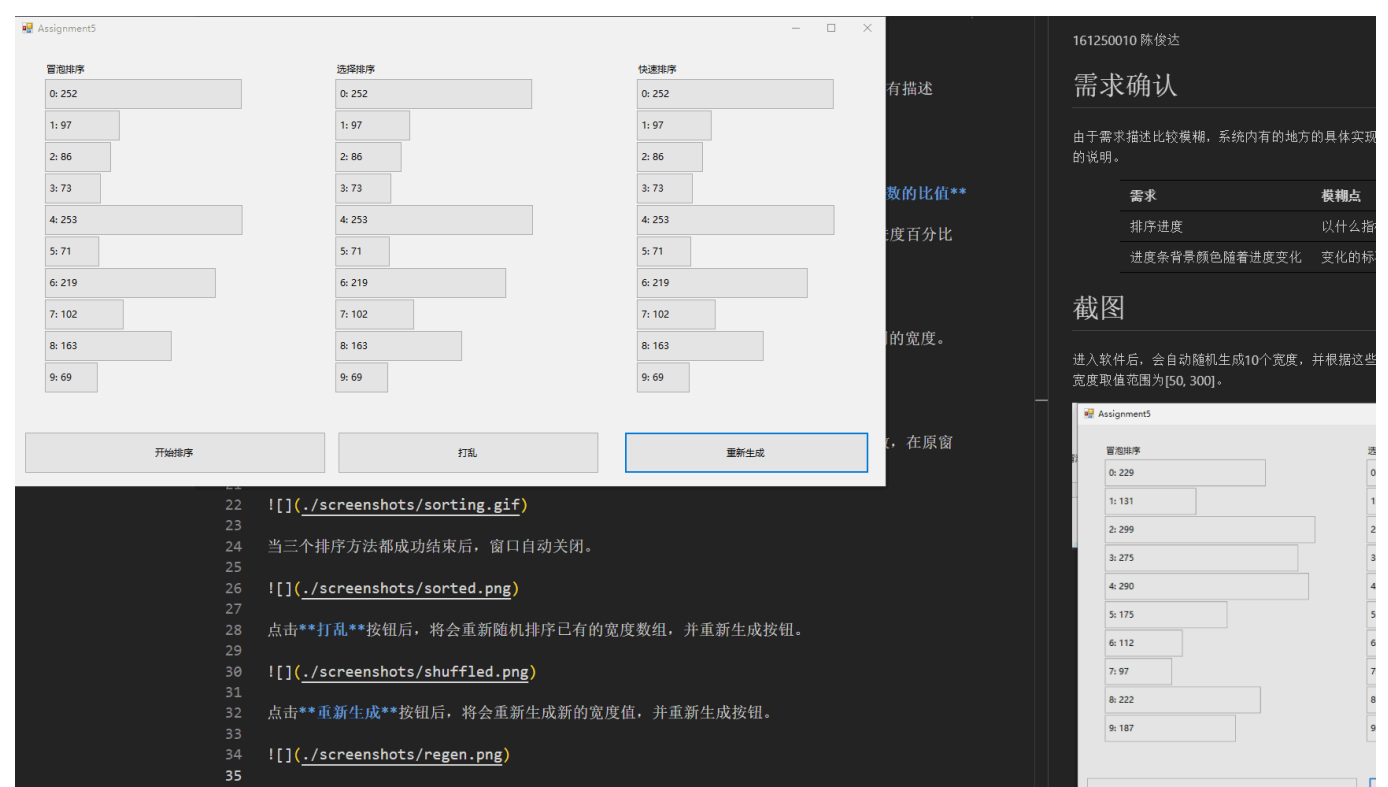 Assignment5
冒泡排序
选择排序
快速排序
0: 252
0: 252
0: 252
1: 97
1: 97
1: 97
2: 86
2: 86
2: 86
3: 73
3: 73
3: 73
4: 253
4: 253
4: 253
5: 71
5: 71
5: 71
6: 219
6: 219
6: 219
7: 102
7: 102
7: 102
8: 163
8: 163
8: 163
9: 69
9: 69
9: 69
开始排序
打乱
重新生成
有描述
数的比值**
度百分比
的宽度。
，在原窗
22 ![](./screenshots/sorting.gif)
23
24 当三个排序方法都成功结束后，窗口自动关闭。
25
26 ![](./screenshots/sorted.png)
27
28 点击**打乱**按钮后，将会重新随机排序已有的宽度数组，并重新生成按钮。
29
30 ![](./screenshots/shuffled.png)
31
32 点击**重新生成**按钮后，将会重新生成新的宽度值，并重新生成按钮。
33
34 ![](./screenshots/regen.png)
35
161250010 陈俊达
需求确认
由于需求描述比较模糊，系统内有的地方的具体实现
的说明。
需求 模糊点
排序进度 以什么指
进度条背景颜色随着进度变化 变化的标
截图
进入软件后，会自动随机生成10个宽度，并根据这些
宽度取值范围为[50, 300]。
Assignment5
冒泡排序
选
0: 229
0
1: 131
1
2: 299
2
3: 275
3
4: 290
4
5: 175
5
6: 112
6
7: 97
7
8: 222
8
9: 187
9